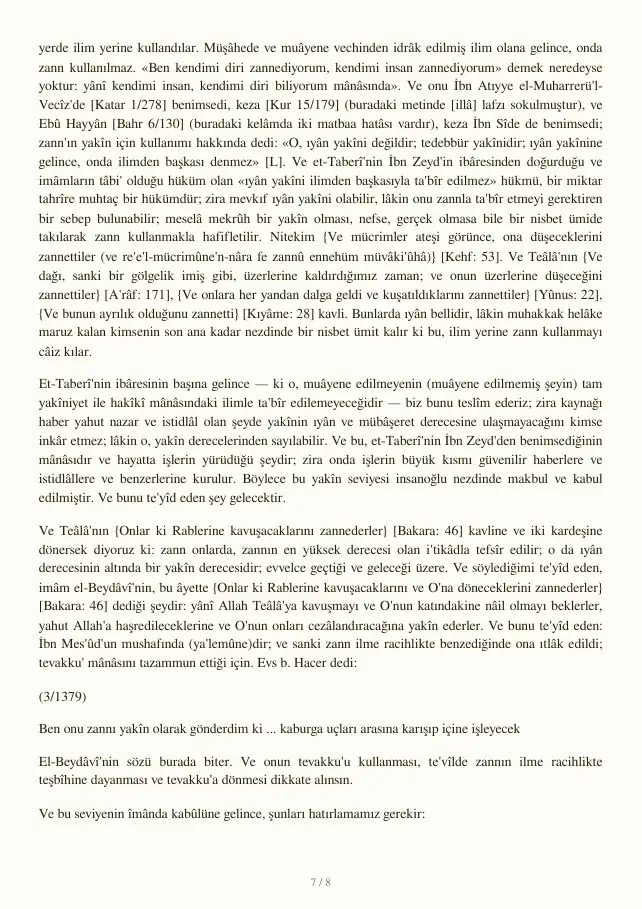 yerde ilim yerine kullandılar. Müşâhede ve muâyene vechinden idrâk edilmiş ilim olana gelince, onda
zann kullanılmaz. «Ben kendimi diri zannediyorum, kendimi insan zannediyorum» demek neredeyse
yoktur: yânî kendimi insan, kendimi diri biliyorum mânâsında». Ve onu İbn Atıyye el-Muharrerü'l-
Vecîz'de [Katar 1/278] benimsedi, keza [Kur 15/179] (buradaki metinde [illâ] lafzı sokulmuştur), ve
Ebû Hayyân [Bahr 6/130] (buradaki kelâmda iki matbaa hatâsı vardır), keza İbn Sîde de benimsedi;
zann'ın yakîn için kullanımı hakkında dedi: «O, ıyân yakîni değildir; tedebbür yakînidir; ıyân yakînine
gelince, onda ilimden başkası denmez» [L]. Ve et-Taberî'nin İbn Zeyd'in ibâresinden doğurduğu ve
imâmların tâbi' olduğu hüküm olan «ıyân yakîni ilimden başkasıyla ta'bîr edilmez» hükmü, bir miktar
tahrîre muhtaç bir hükümdür; zira mevkıf ıyân yakîni olabilir, lâkin onu zannla ta'bîr etmeyi gerektiren
bir sebep bulunabilir; meselâ mekrûh bir yakîn olması, nefse, gerçek olmasa bile bir nisbet ümide
takılarak zann kullanmakla hafifletilir. Nitekim {Ve mücrimler ateşi görünce, ona düşeceklerini
zannettiler (ve re'e'l-mücrimûne'n-nâra fe zannû ennehüm müvâki'ûhâ)} [Kehf: 53]. Ve Teâlâ'nın {Ve
dağı, sanki bir gölgelik imiş gibi, üzerlerine kaldırdığımız zaman; ve onun üzerlerine düşeceğini
zannettiler} [A'râf: 171], {Ve onlara her yandan dalga geldi ve kuşatıldıklarını zannettiler} [Yûnus: 22],
{Ve bunun ayrılık olduğunu zannetti} [Kıyâme: 28] kavli. Bunlarda ıyân bellidir, lâkin muhakkak helâke
maruz kalan kimsenin son ana kadar nezdinde bir nisbet ümit kalır ki bu, ilim yerine zann kullanmayı
câiz kılar.
Et-Taberî'nin ibâresinin başına gelince — ki o, muâyene edilmeyenin (muâyene edilmemiş şeyin) tam
yakîniyet ile hakîkî mânâsındaki ilimle ta'bîr edilemeyeceğidir — biz bunu teslîm ederiz; zira kaynağı
haber yahut nazar ve istidlâl olan şeyde yakînin ıyân ve mübâşeret derecesine ulaşmayacağını kimse
inkâr etmez; lâkin o, yakîn derecelerinden sayılabilir. Ve bu, et-Taberî'nin İbn Zeyd'den benimsediğinin
mânâsıdır ve hayatta işlerin yürüdüğü şeydir; zira onda işlerin büyük kısmı güvenilir haberlere ve
istidlâllere ve benzerlerine kurulur. Böylece bu yakîn seviyesi insanoğlu nezdinde makbul ve kabul
edilmiştir. Ve bunu te'yîd eden şey gelecektir.
Ve Teâlâ'nın {Onlar ki Rablerine kavuşacaklarını zannederler} [Bakara: 46] kavline ve iki kardeşine
dönersek diyoruz ki: zann onlarda, zannın en yüksek derecesi olan i'tikâdla tefsîr edilir; o da ıyân
derecesinin altında bir yakîn derecesidir; evvelce geçtiği ve geleceği üzere. Ve söylediğimi te'yîd eden,
imâm el-Beydâvî'nin, bu âyette {Onlar ki Rablerine kavuşacaklarını ve O'na döneceklerini zannederler}
[Bakara: 46] dediği şeydir: yânî Allah Teâlâ'ya kavuşmayı ve O'nun katındakine nâil olmayı beklerler,
yahut Allah'a haşredileceklerine ve O'nun onları cezâlandıracağına yakîn ederler. Ve bunu te'yîd eden:
İbn Mes'ûd'un mushafında (ya'lemûne)dir; ve sanki zann ilme racihlikte benzediğinde ona ıtlâk edildi;
tevakku' mânâsını tazammun ettiği için. Evs b. Hacer dedi:
(3/1379)
Ben onu zannı yakîn olarak gönderdim ki ... kaburga uçları arasına karışıp içine işleyecek
El-Beydâvî'nin sözü burada biter. Ve onun tevakku'u kullanması, te'vîlde zannın ilme racihlikte
teşbîhine dayanması ve tevakku'a dönmesi dikkate alınsın.
Ve bu seviyenin îmânda kabûlüne gelince, şunları hatırlamamız gerekir:
7 / 8